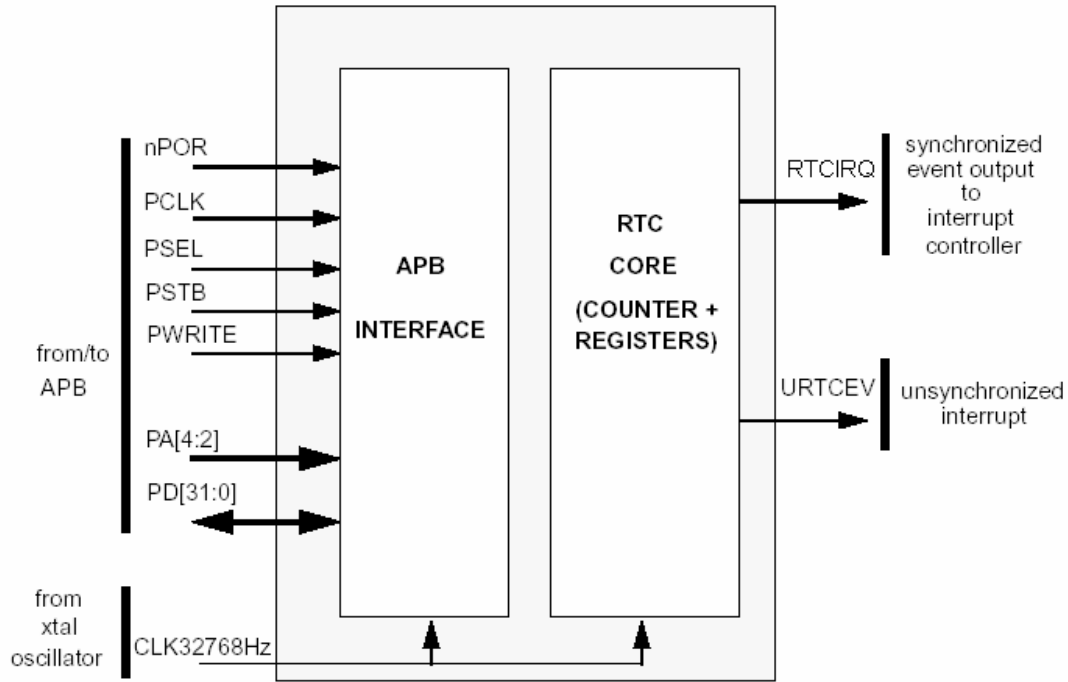 nPOR
PCLK
PSEL
PSTB
PWRITE
from/to
APB
PA[4:2]
PD[31:0]
from
xtal
oscillator
CLK32768Hz
APB
INTERFACE
RTC
CORE
(COUNTER +
REGISTERS)
RTCIRQ
synchronized
event output
to
interrupt
controller
URTCEV
unsynchronized
interrupt